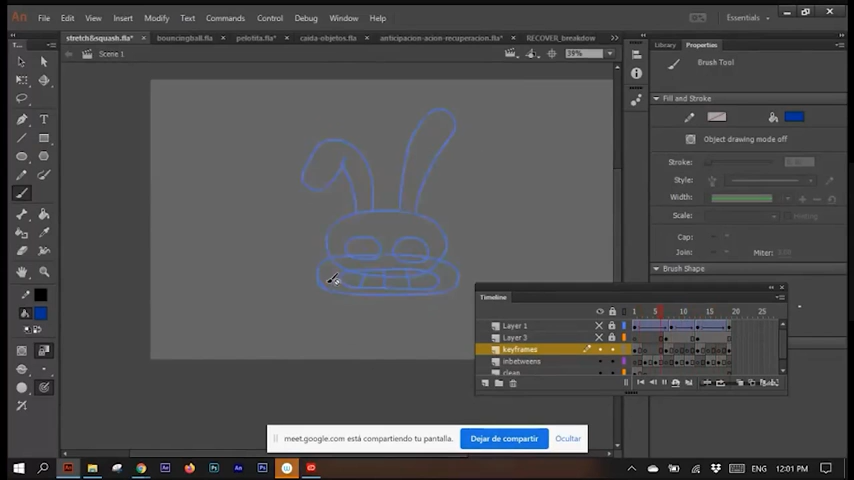 An File Edit View Insert Modify Text Commands Control Debug Window Help Essentials
stretch&squash.fla* × bouncingball.fla × pelotita.fla* × caida-objetos.fla × anticipacion-acion-recuperacion.fla* × RECOVER_breakdown
Scene 1 39%
Library Properties
Brush Tool
Fill and Stroke
Object drawing mode off
Stroke:
Style:
Width:
Scale:
Cap: Join: Miter:
Brush Shape
Timeline
1 5 10 15 20 25
Layer 1
Layer 3
keyframes
inbetweens
clean
meet.google.com está compartiendo tu pantalla. Dejar de compartir Ocultar
ENG 12:01 PM